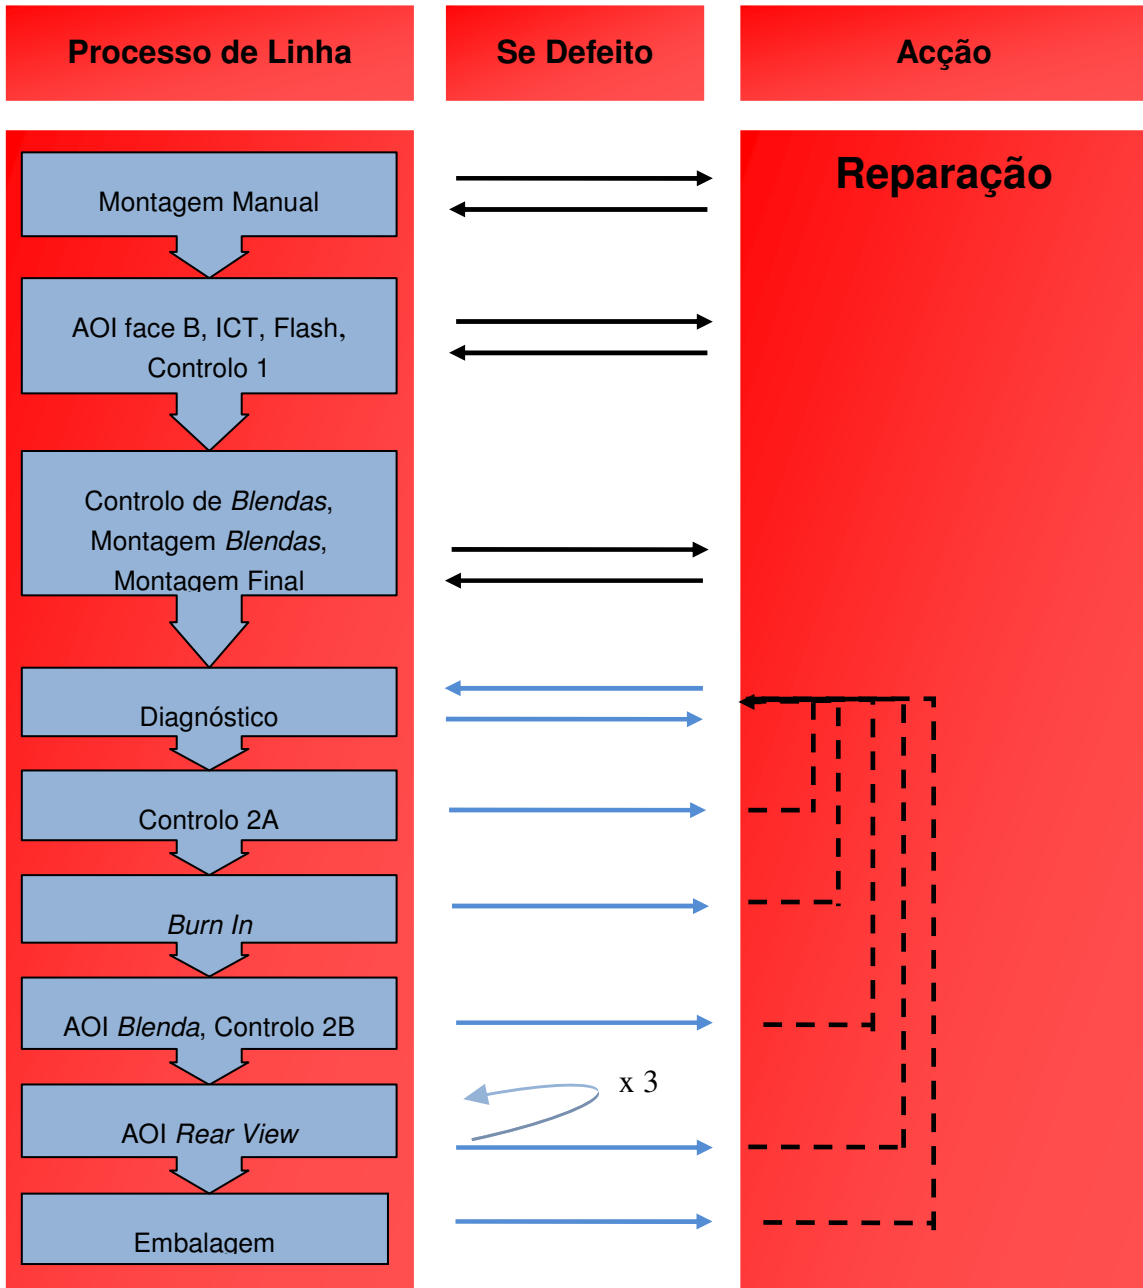 Processo de Linha
Se Defeito
Acção
Reparação
Montagem Manual
AOI face B, ICT, Flash,
Controlo 1
Controlo de Blendas,
Montagem Blendas,
Montagem Final
Diagnóstico
Controlo 2A
Burn In
AOI Blenda, Controlo 2B
x 3
AOI Rear View
Embalagem